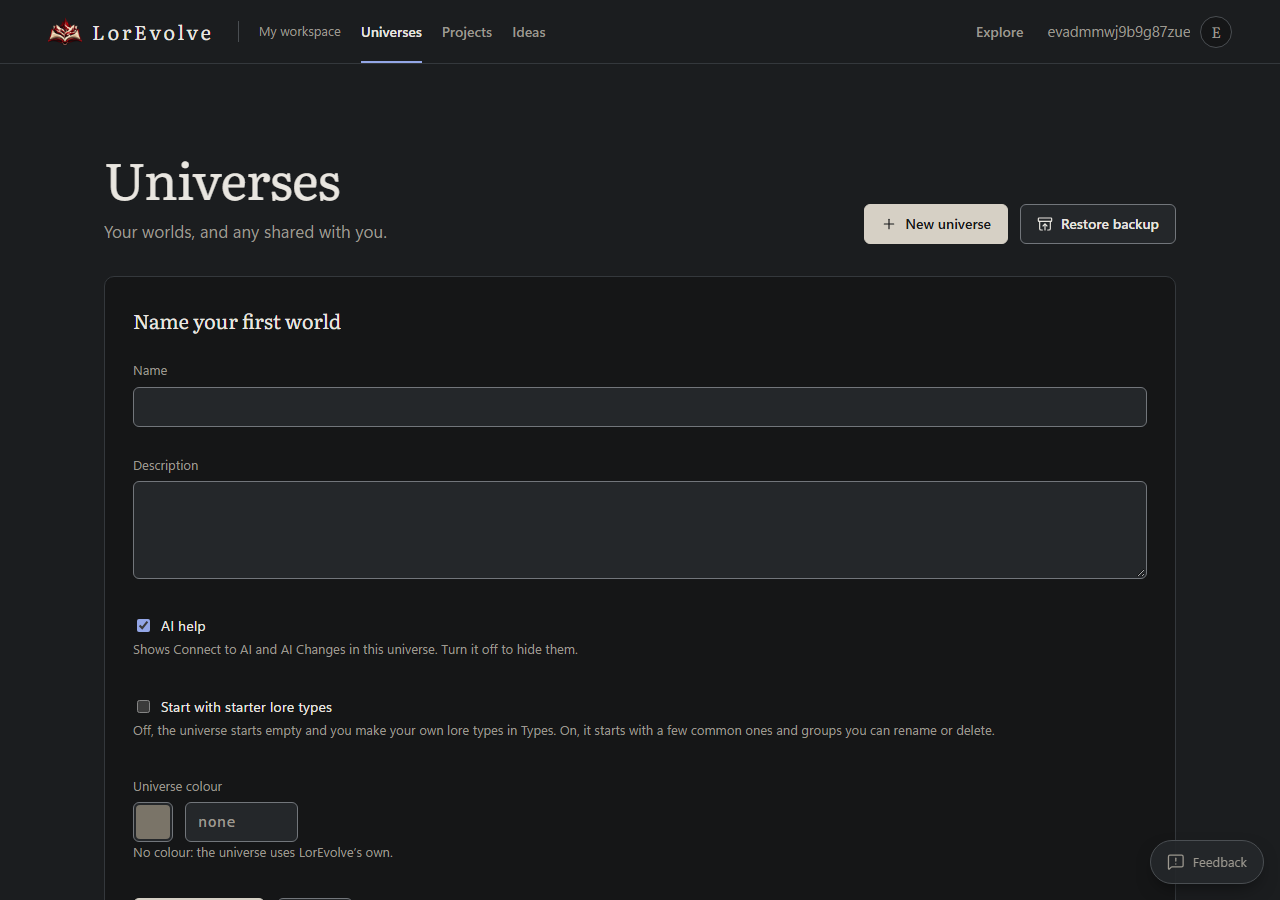 LorEvolve
My workspace
Universes
Projects
Ideas
Explore
evadmmwj9b9g87zue
E
Universes
Your worlds, and any shared with you.
New universe
Restore backup
Name your first world
Name
Description
AI help
Shows Connect to AI and AI Changes in this universe. Turn it off to hide them.
Start with starter lore types
Off, the universe starts empty and you make your own lore types in Types. On, it starts with a few common ones and groups you can rename or delete.
Universe colour
none
No colour: the universe uses LorEvolve’s own.
Feedback